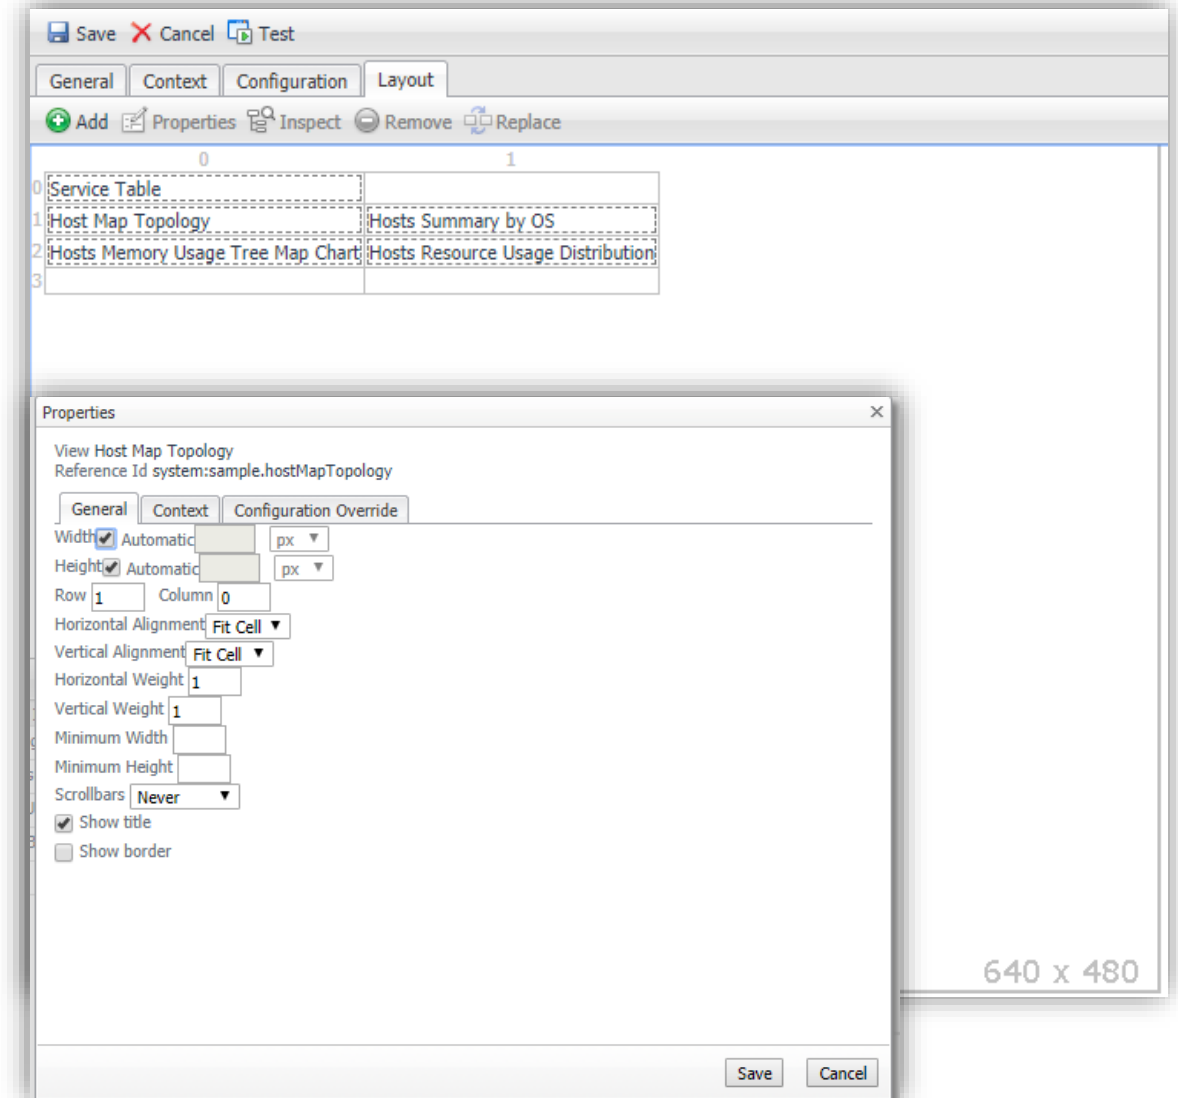 Save Cancel Test
General Context Configuration Layout
Add Properties Inspect Remove Replace
0 1
0 Service Table
1 Host Map Topology Hosts Summary by OS
2 Hosts Memory Usage Tree Map Chart Hosts Resource Usage Distribution
3
Properties
View Host Map Topology
Reference Id system:sample.hostMapTopology
General Context Configuration Override
Width Automatic px
Height Automatic px
Row 1 Column 0
Horizontal Alignment Fit Cell
Vertical Alignment Fit Cell
Horizontal Weight 1
Vertical Weight 1
Minimum Width
Minimum Height
Scrollbars Never
Show title
Show border
640 x 480
Save Cancel